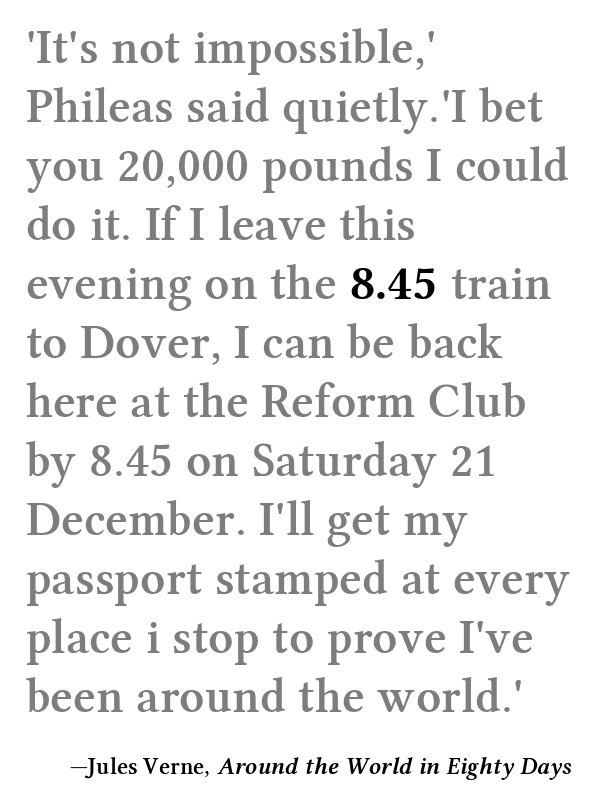 'It's not impossible,'
Phileas said quietly.'I bet
you 20,000 pounds I could
do it. If I leave this
evening on the 8.45 train
to Dover, I can be back
here at the Reform Club
by 8.45 on Saturday 21
December. I'll get my
passport stamped at every
place i stop to prove I've
been around the world.'
—Jules Verne, Around the World in Eighty Days